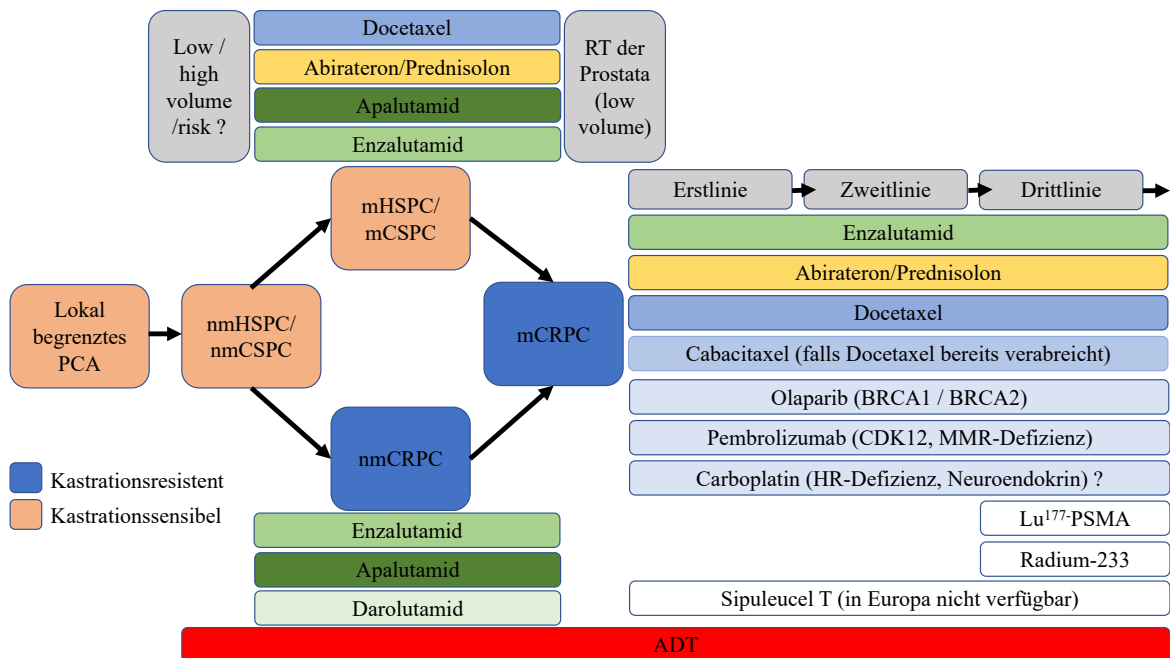 Low /
high
volume
/risk ?
Docetaxel
Abirateron/Prednisolon
Apalutamid
Enzalutamid
RT der
Prostata
(low
volume)
mHSPC/
mCSPC
Lokal
begrenztes
PCA
nmHSPC/
nmCSPC
mCRPC
nmCRPC
Kastrationsresistent
Kastrationssensibel
Enzalutamid
Apalutamid
Darolutamid
Erstlinie
Zweitlinie
Drittlinie
Enzalutamid
Abirateron/Prednisolon
Docetaxel
Cabacitaxel (falls Docetaxel bereits verabreicht)
Olaparib (BRCA1 / BRCA2)
Pembrolizumab (CDK12, MMR-Defizienz)
Carboplatin (HR-Defizienz, Neuroendokrin) ?
Lu¹⁷⁷⁻PSMA
Radium-233
Sipuleucel T (in Europa nicht verfügbar)
ADT